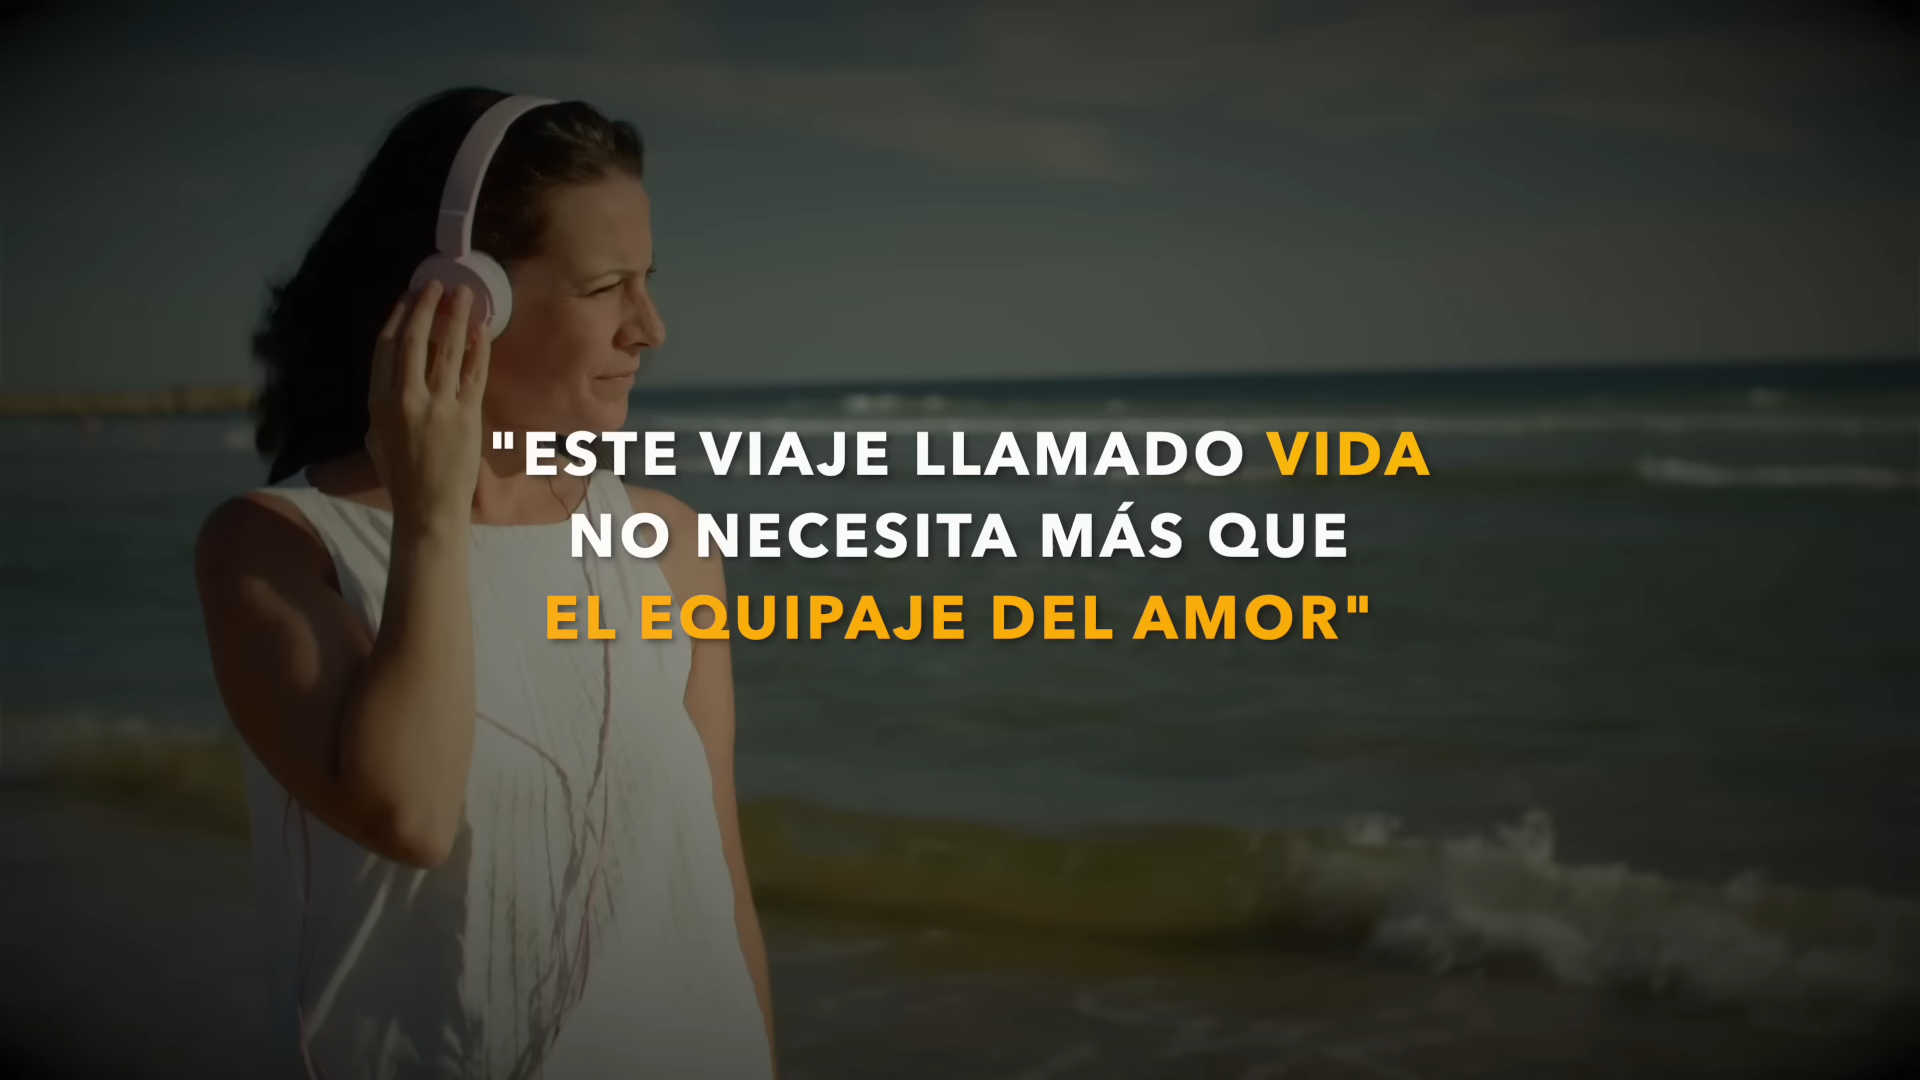 "ESTE VIAJE LLAMADO VIDA
NO NECESITA MÁS QUE
EL EQUIPAJE DEL AMOR"